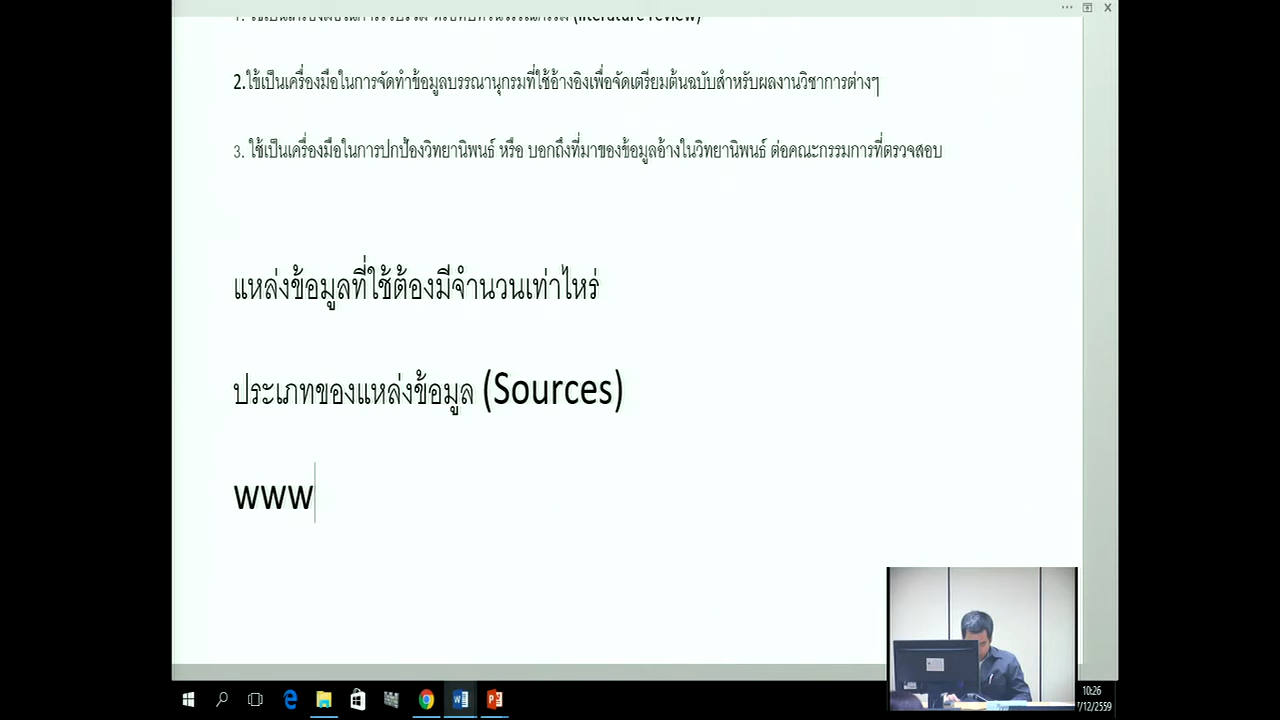 (literature review)
2.ใช้เป็นเครื่องมือในการจัดทำข้อมูลบรรณานุกรมที่ใช้อ้างอิงเพื่อจัดเตรียมต้นฉบับสำหรับผลงานวิชาการต่างๆ
3. ใช้เป็นเครื่องมือในการปกป้องวิทยานิพนธ์ หรือ บอกถึงที่มาของข้อมูลอ้างในวิทยานิพนธ์ ต่อคณะกรรมการที่ตรวจสอบ
แหล่งข้อมูลที่ใช้ต้องมีจำนวนเท่าไหร่
ประเภทของแหล่งข้อมูล (Sources)
www
10:26
7/12/2559